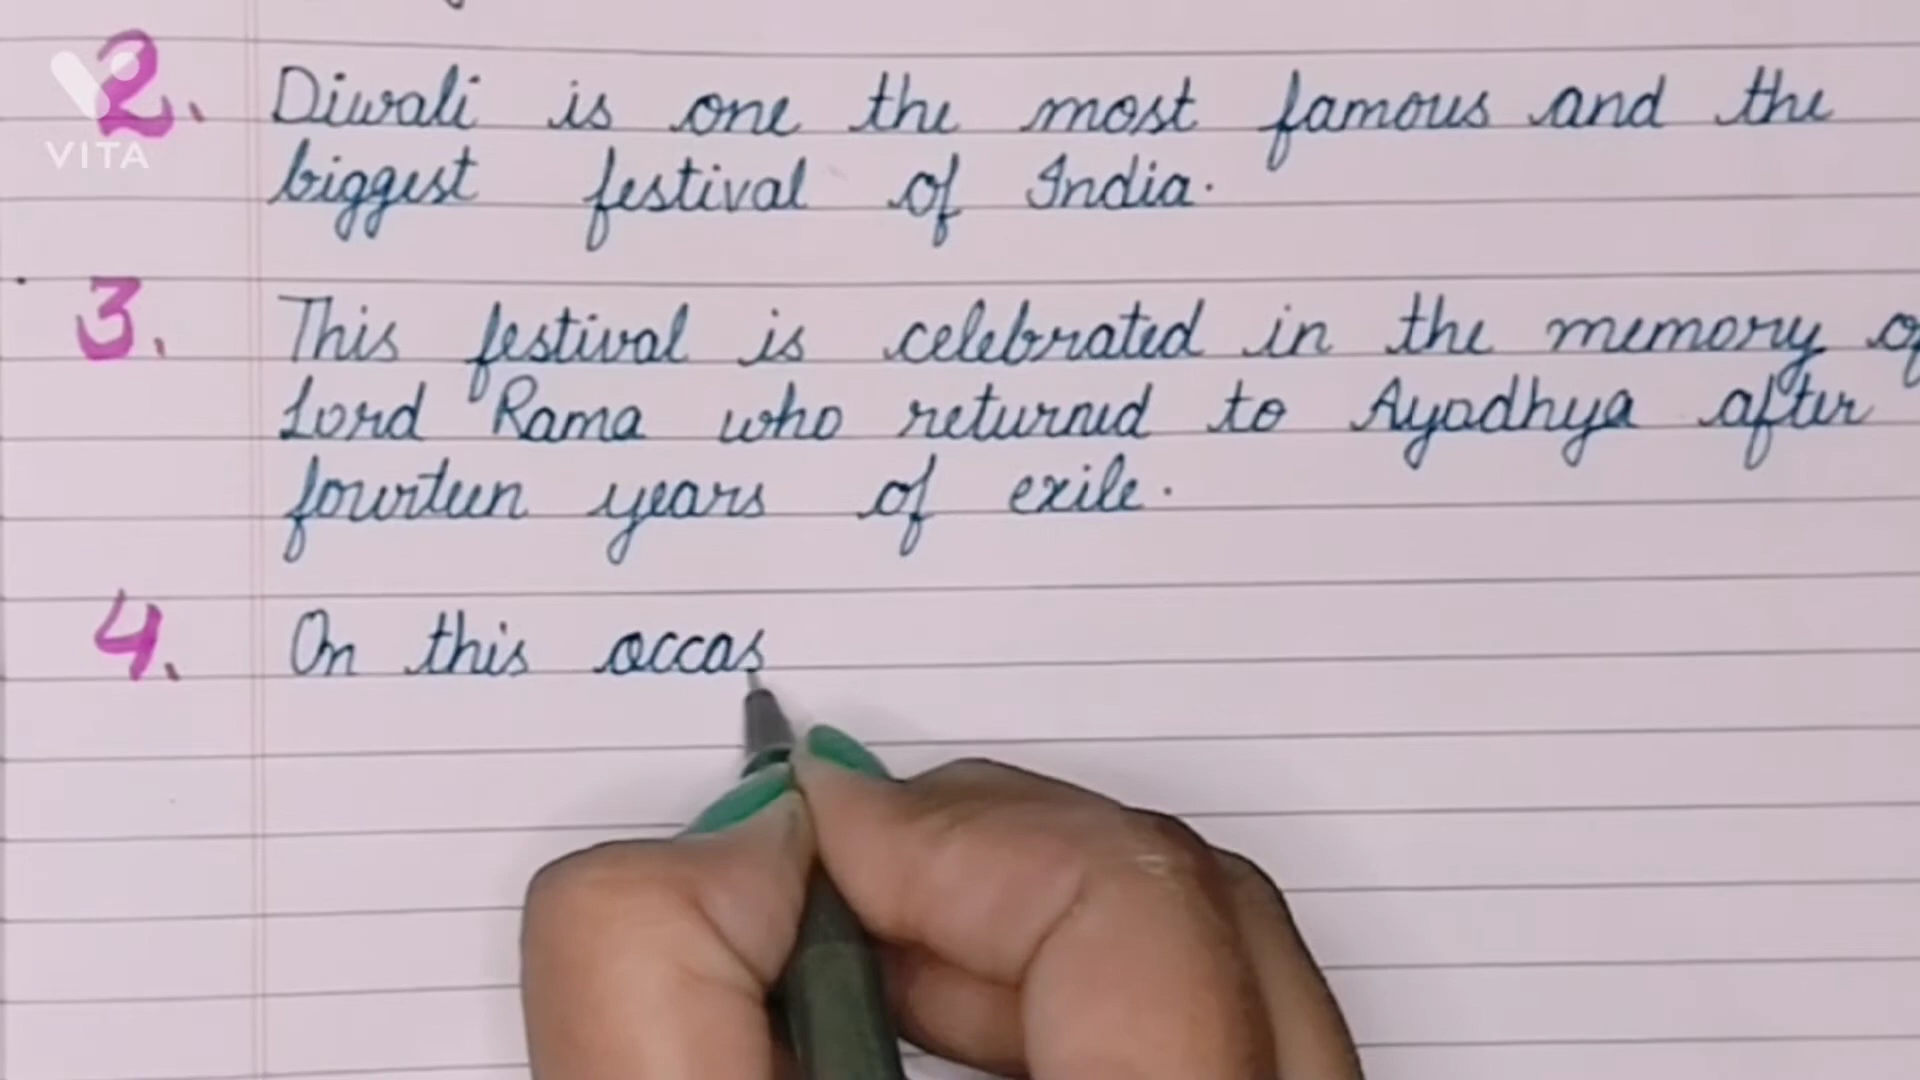 2. Diwali is one the most famous and the
VITA
biggest festival of India.
3. This festival is celebrated in the memory of
Lord Rama who returned to Ayodhya after
fourteen years of exile.
4. On this occas